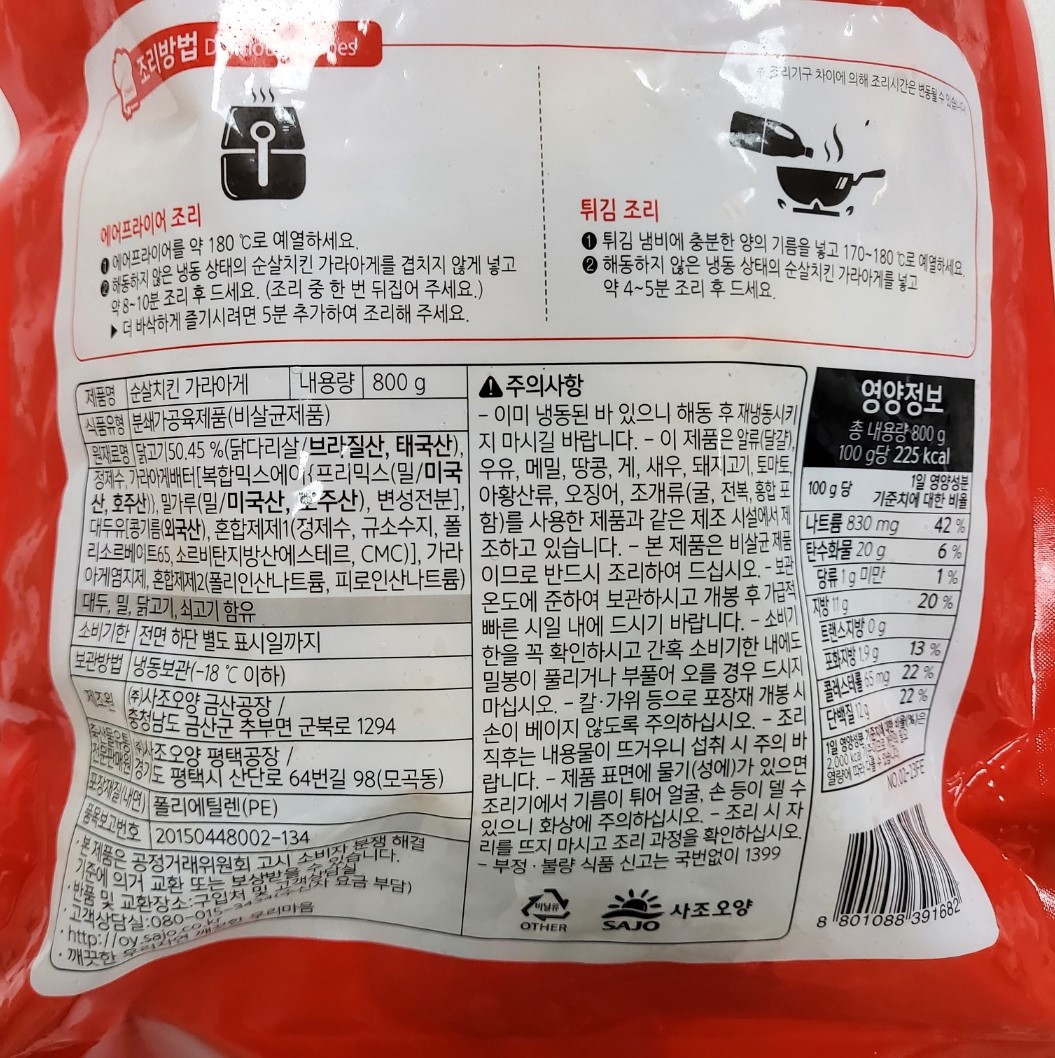 조리방법
※ 조리기구 차이에 의해 조리시간은 변동될 수 있습니다.
에어프라이어 조리
❶ 에어프라이어를 약 180 ℃로 예열하세요.
❷ 해동하지 않은 냉동 상태의 순살치킨 가라아게를 겹치지 않게 넣고
약 8~10분 조리 후 드세요. (조리 중 한 번 뒤집어 주세요.)
▶ 더 바삭하게 즐기시려면 5분 추가하여 조리해 주세요.
튀김 조리
❶ 튀김 냄비에 충분한 양의 기름을 넣고 170~180 ℃로 예열하세요.
❷ 해동하지 않은 냉동 상태의 순살치킨 가라아게를 넣고
약 4~5분 조리 후 드세요.
제품명 순살치킨 가라아게 내용량 800 g
식품유형 분쇄가공육제품(비살균제품)
원재료명 닭고기50.45 %(닭다리살/브라질산, 태국산),
정제수, 가라아게배터[복합믹스에이{프리믹스(밀/미국
산, 호주산)}, 밀가루(밀/미국산, 호주산), 변성전분],
대두유[콩기름(외국산), 혼합제제1(정제수, 규소수지, 폴
리소르베이트65, 소르비탄지방산에스테르, CMC)], 가라
아게염지제, 혼합제제2(폴리인산나트륨, 피로인산나트륨)
대두, 밀, 닭고기, 쇠고기 함유
소비기한 전면 하단 별도 표시일까지
보관방법 냉동보관(-18 ℃ 이하)
제조원 ㈜사조오양 금산공장 /
충청남도 금산군 추부면 군북로 1294
㈜사조오양 평택공장 /
경기도 평택시 산단로 64번길 98(모곡동)
포장재질(내면) 폴리에틸렌(PE)
품목보고번호 20150448002-134
· 본 제품은 공정거래위원회 고시 소비자 분쟁 해결
기준에 의거 교환 또는 보상받을 수 있습니다.
· 반품 및 교환장소:구입처 및
· 고객상담실:080-015- 요금 부담)
· http://oy.sajo.co.kr
· 깨끗한 우리자연 깨끗한 우리마음
⚠주의사항
- 이미 냉동된 바 있으니 해동 후 재냉동시키
지 마시길 바랍니다. - 이 제품은 알류(달걀),
우유, 메밀, 땅콩, 게, 새우, 돼지고기, 토마토,
아황산류, 오징어, 조개류(굴, 전복, 홍합 포
함)를 사용한 제품과 같은 제조 시설에서 제
조하고 있습니다. - 본 제품은 비살균 제품
이므로 반드시 조리하여 드십시오. - 보관
온도에 준하여 보관하시고 개봉 후 가급적
빠른 시일 내에 드시기 바랍니다. - 소비기
한을 꼭 확인하시고 간혹 소비기한 내에도
밀봉이 풀리거나 부풀어 오를 경우 드시지
마십시오. - 칼·가위 등으로 포장재 개봉 시
손이 베이지 않도록 주의하십시오. - 조리
직후는 내용물이 뜨거우니 섭취 시 주의 바
랍니다. - 제품 표면에 물기(성에)가 있으면
조리기에서 기름이 튀어 얼굴, 손 등이 델 수
있으니 화상에 주의하십시오. - 조리 시 자
리를 뜨지 마시고 조리 과정을 확인하십시오.
- 부정·불량 식품 신고는 국번없이 1399
비닐류
OTHER
SAJO
사조오양
영양정보
총 내용량 800 g
100 g당 225 kcal
100 g 당 1일 영양성분
기준치에 대한 비율
나트륨 830 mg 42 %
탄수화물 20 g 6 %
당류 1 g 미만 1 %
지방 11 g 20 %
트랜스지방 0 g
포화지방 1.9 g 13 %
콜레스테롤 65 mg 22 %
단백질 12 g 22 %
1일 영양성분
2,000 kcal
NO.02-25FE
8 801088 391682